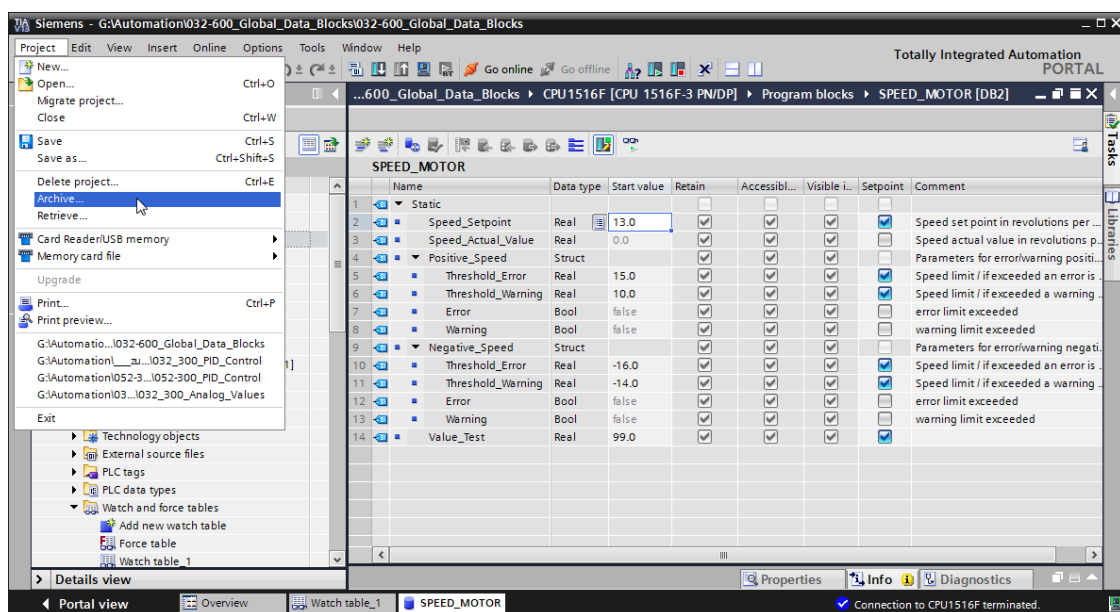 TIA V13 Siemens - G:\Automation\032-600_Global_Data_Blocks\032-600_Global_Data_Blocks
Project Edit View Insert Online Options Tools Window Help
Totally Integrated Automation
PORTAL
Go online Go offline
New...
Open... Ctrl+O
Migrate project...
Close Ctrl+W
Save Ctrl+S
Save as... Ctrl+Shift+S
Delete project... Ctrl+E
Archive...
Retrieve...
Card Reader/USB memory
Memory card file
Upgrade
Print... Ctrl+P
Print preview...
G:\Automatio...\032-600_Global_Data_Blocks
G:\Automation\___zu...\032_300_PID_Control
G:\Automation\052-3...\052-300_PID_Control
G:\Automation\03...\032_300_Analog_Values
Exit
1]
Technology objects
External source files
PLC tags
PLC data types
Watch and force tables
Add new watch table
Force table
Watch table_1
Details view
...600_Global_Data_Blocks CPU1516F [CPU 1516F-3 PN/DP] Program blocks SPEED_MOTOR [DB2]
SPEED_MOTOR
Name Data type Start value Retain Accessibl... Visible i.. Setpoint Comment
1 Static
2 Speed_Setpoint Real 13.0 Speed set point in revolutions per ...
3 Speed_Actual_Value Real 0.0 Speed actual value in revolutions p..
4 Positive_Speed Struct Parameters for error/warning positi...
5 Threshold_Error Real 15.0 Speed limit / if exceeded an error is .
6 Threshold_Warning Real 10.0 Speed limit / if exceeded a warning .
7 Error Bool false error limit exceeded
8 Warning Bool false warning limit exceeded
9 Negative_Speed Struct Parameters for error/warning negati.
10 Threshold_Error Real -16.0 Speed limit / if exceeded an error is .
11 Threshold_Warning Real -14.0 Speed limit / if exceeded a warning .
12 Error Bool false error limit exceeded
13 Warning Bool false warning limit exceeded
14 Value_Test Real 99.0
Tasks
Libraries
Properties Info Diagnostics
Portal view Overview Watch table_1 SPEED_MOTOR Connection to CPU1516F terminated.